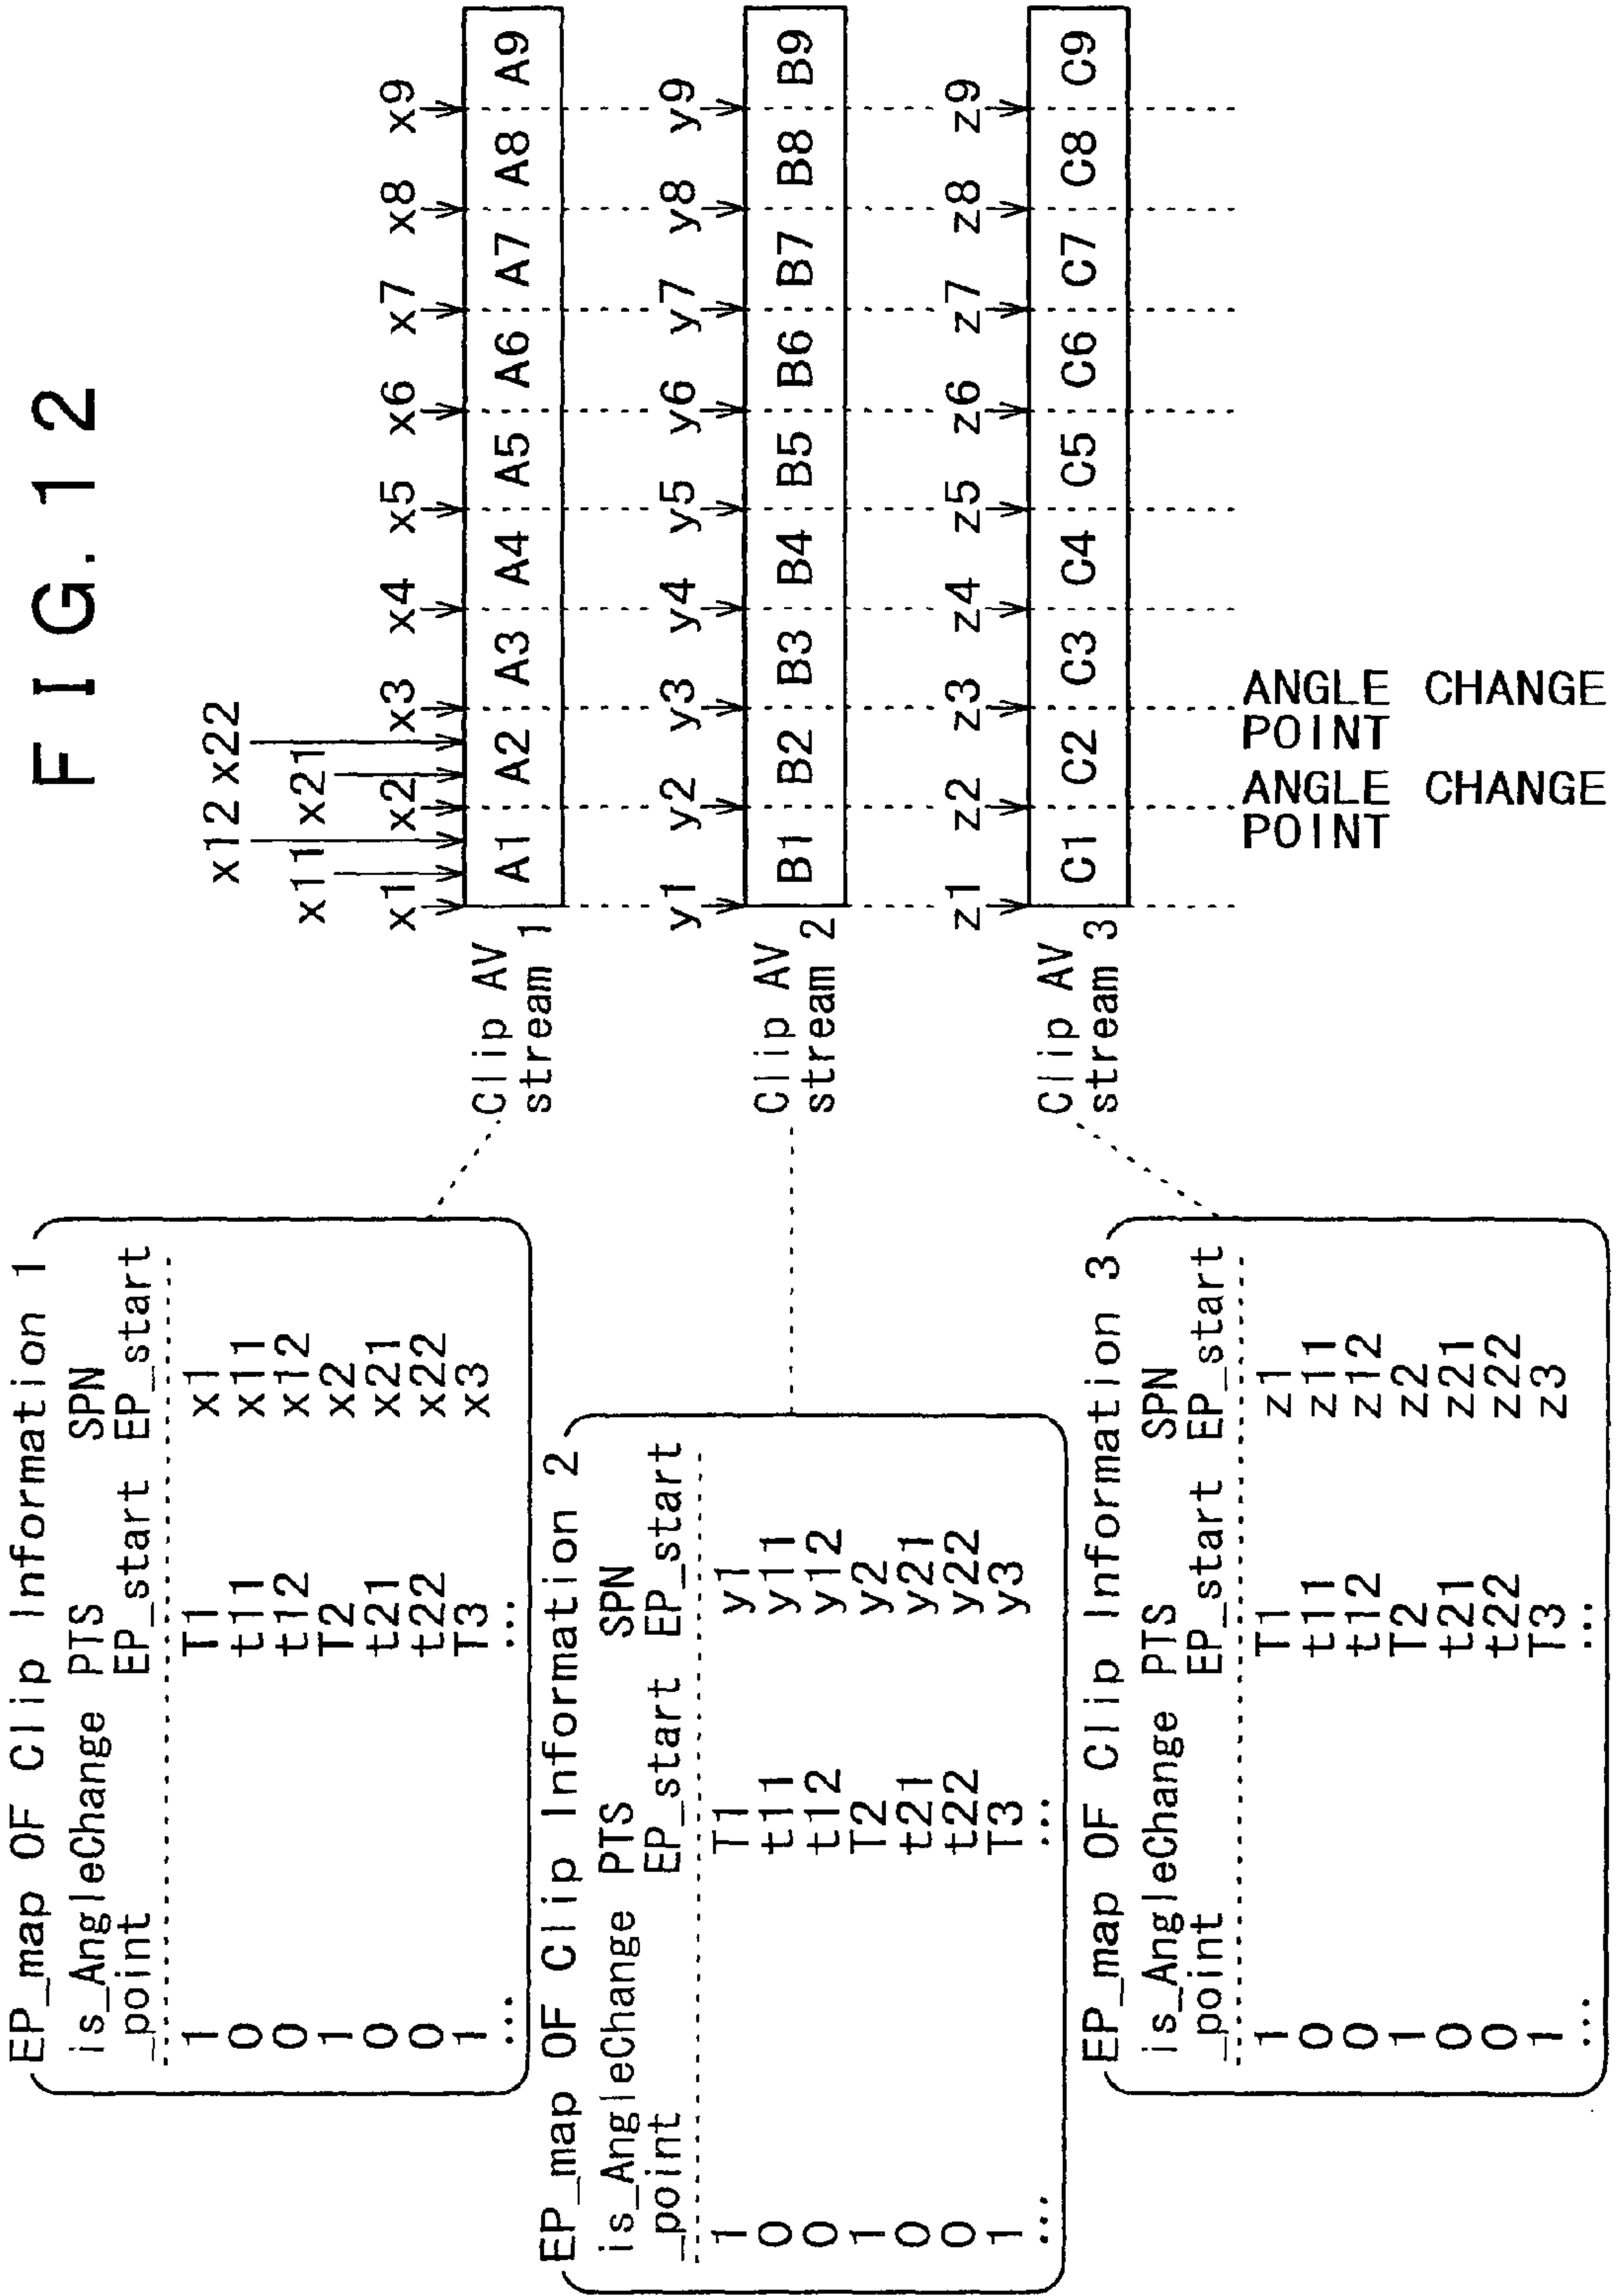 FIG. 12
EP_map OF Clip Information 1
is_AngleChange PTS SPN
_point EP_start EP_start
1 T1 x1
0 t11 x11
0 t12 x12
1 T2 x2
0 t21 x21
0 t22 x22
1 T3 x3
... ...
EP_map OF Clip Information 2
is_AngleChange PTS SPN
_point EP_start EP_start
1 T1 y1
0 t11 y11
0 t12 y12
1 T2 y2
0 t21 y21
0 t22 y22
1 T3 y3
... ...
EP_map OF Clip Information 3
is_AngleChange PTS SPN
_point EP_start EP_start
1 T1 z1
0 t11 z11
0 t12 z12
1 T2 z2
0 t21 z21
0 t22 z22
1 T3 z3
... ...
x12 x22
x11 x21
x1 x2 x3 x4 x5 x6 x7 x8 x9
Clip AV
stream 1
A1 A2 A3 A4 A5 A6 A7 A8 A9
y1 y2 y3 y4 y5 y6 y7 y8 y9
Clip AV
stream 2
B1 B2 B3 B4 B5 B6 B7 B8 B9
z1 z2 z3 z4 z5 z6 z7 z8 z9
Clip AV
stream 3
C1 C2 C3 C4 C5 C6 C7 C8 C9
ANGLE CHANGE
POINT
ANGLE CHANGE
POINT